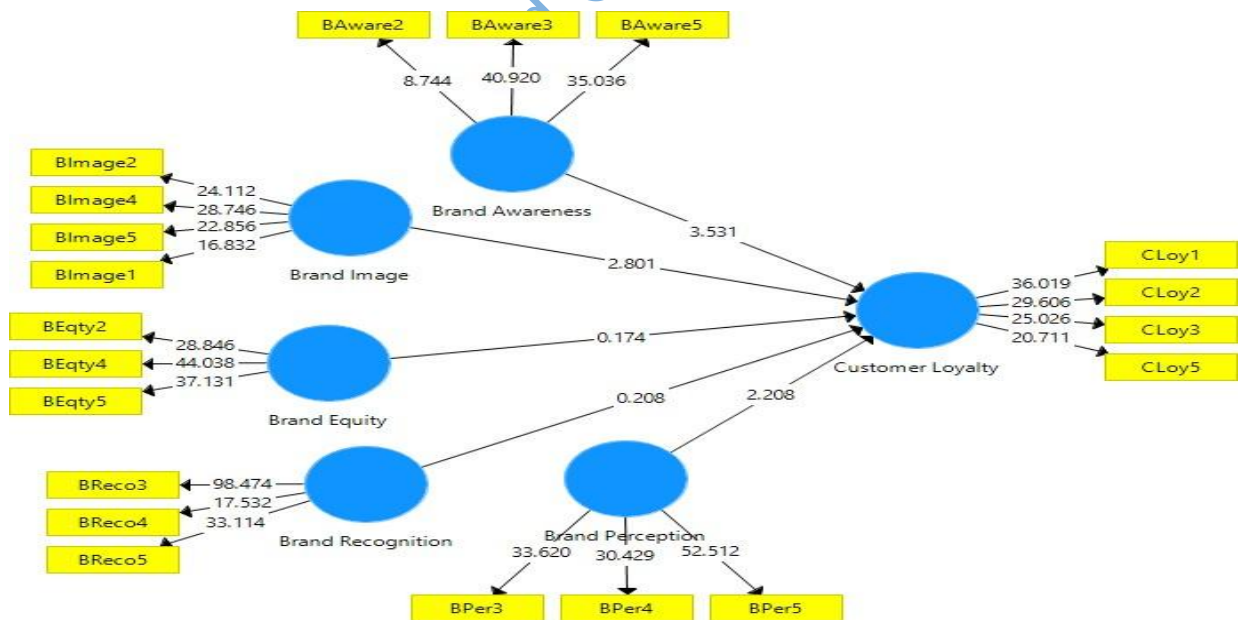 BAware2 BAware3 BAware5
8.744 40.920 35.036
Brand Awareness
BImage2
BImage4
BImage5
BImage1
24.112
28.746
22.856
16.832
Brand Image
3.531
2.801
BEqty2
BEqty4
BEqty5
28.846
44.038
37.131
Brand Equity
0.174
CLoy1
CLoy2
CLoy3
CLoy5
36.019
29.606
25.026
20.711
Customer Loyalty
0.208
2.208
BReco3
BReco4
BReco5
98.474
17.532
33.114
Brand Recognition
Brand Perception
33.620 30.429 52.512
BPer3 BPer4 BPer5